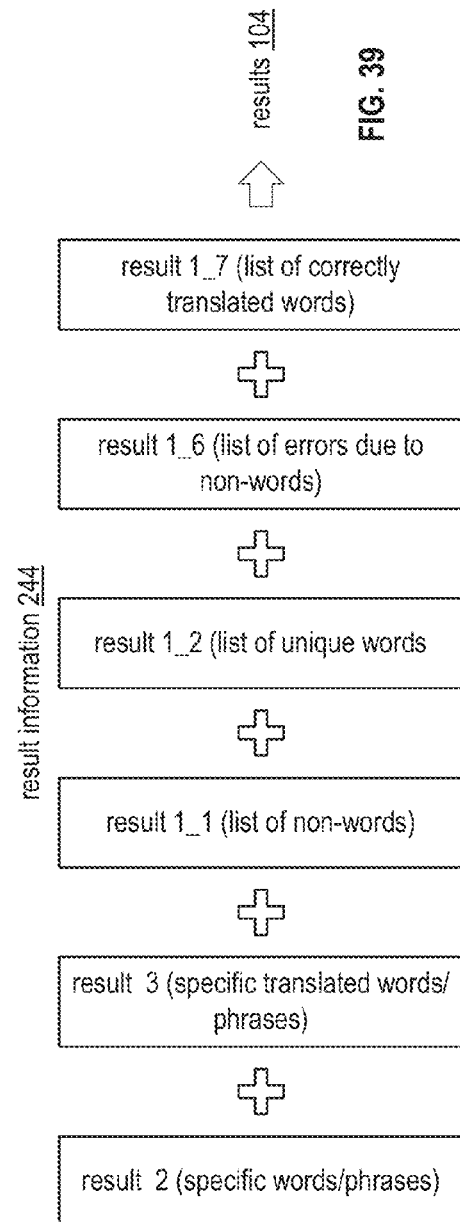 results 104
FIG. 39
result information 244
result 1_7 (list of correctly
translated words)
result 1_6 (list of errors due to
non-words)
result 1_2 (list of unique words
result 1_1 (list of non-words)
result 3 (specific translated words/
phrases)
result 2 (specific words/phrases)